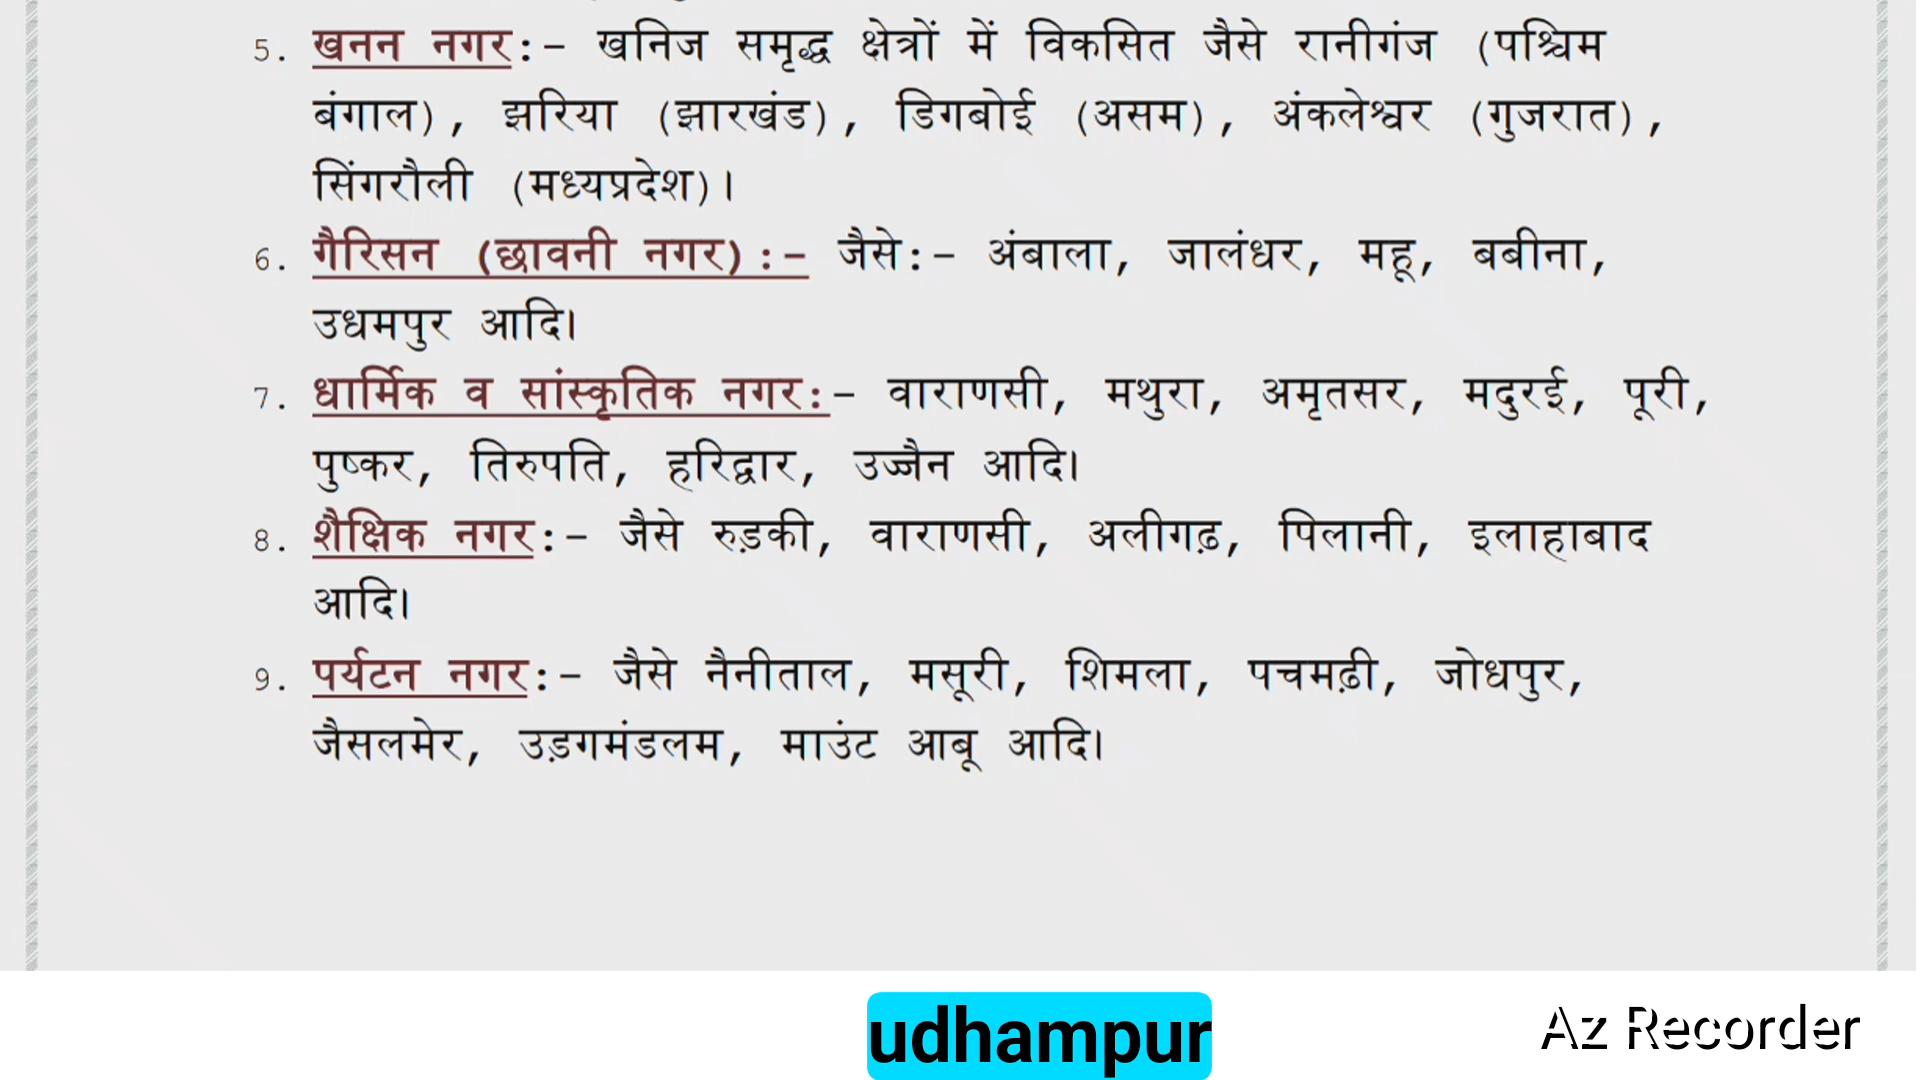 5. खनन नगर:- खनिज समृद्ध क्षेत्रों में विकसित जैसे रानीगंज (पश्चिम
बंगाल), झरिया (झारखंड), डिगबोई (असम), अंकलेश्वर (गुजरात),
सिंगरौली (मध्यप्रदेश)।
6. गैरिसन (छावनी नगर):- जैसे:- अंबाला, जालंधर, महू, बबीना,
उधमपुर आदि।
7. धार्मिक व सांस्कृतिक नगर:- वाराणसी, मथुरा, अमृतसर, मदुरई, पूरी,
पुष्कर, तिरुपति, हरिद्वार, उज्जैन आदि।
8. शैक्षिक नगर:- जैसे रुड़की, वाराणसी, अलीगढ़, पिलानी, इलाहाबाद
आदि।
9. पर्यटन नगर:- जैसे नैनीताल, मसूरी, शिमला, पचमढ़ी, जोधपुर,
जैसलमेर, उड़गमंडलम, माउंट आबू आदि।
udhampur
Az Recorder